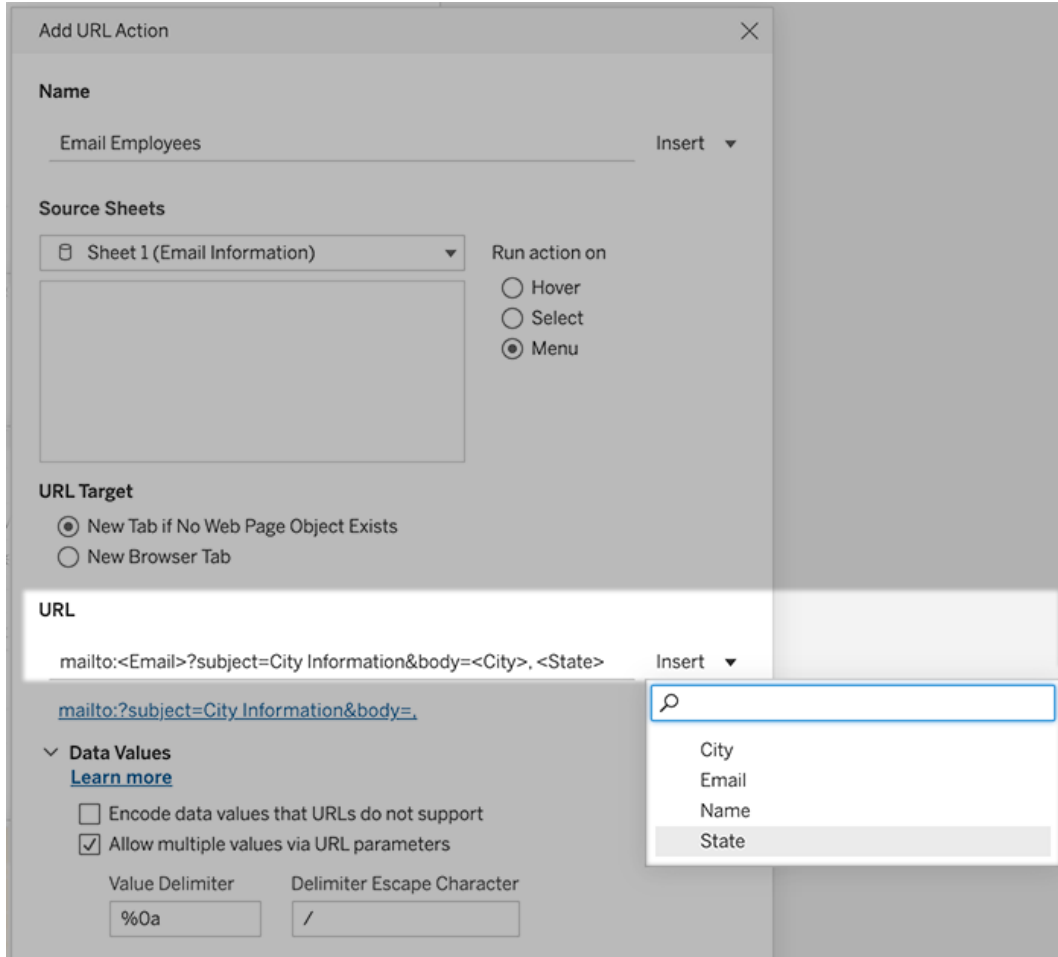 Add URL Action
Name
Email Employees Insert
Source Sheets
Sheet 1 (Email Information) Run action on
Hover
Select
Menu
URL Target
New Tab if No Web Page Object Exists
New Browser Tab
URL
mailto:<Email>?subject=City Information&body=<City>, <State> Insert
mailto:?subject=City Information&body=,
Data Values
Learn more
City
Email
Name
State
Encode data values that URLs do not support
Allow multiple values via URL parameters
Value Delimiter Delimiter Escape Character
%0a /